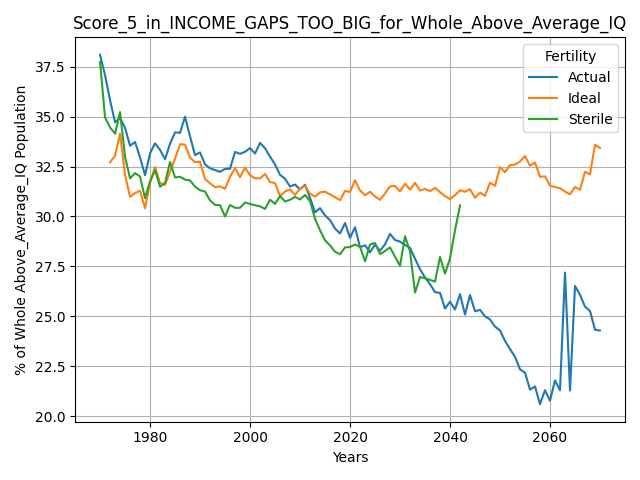 Score_5_in_INCOME_GAPS_TOO_BIG_for_Whole_Above_Average_IQ
Fertility
Actual
Ideal
Sterile
% of Whole Above_Average_IQ Population
37.5
35.0
32.5
30.0
27.5
25.0
22.5
20.0
1980
2000
2020
2040
2060
Years